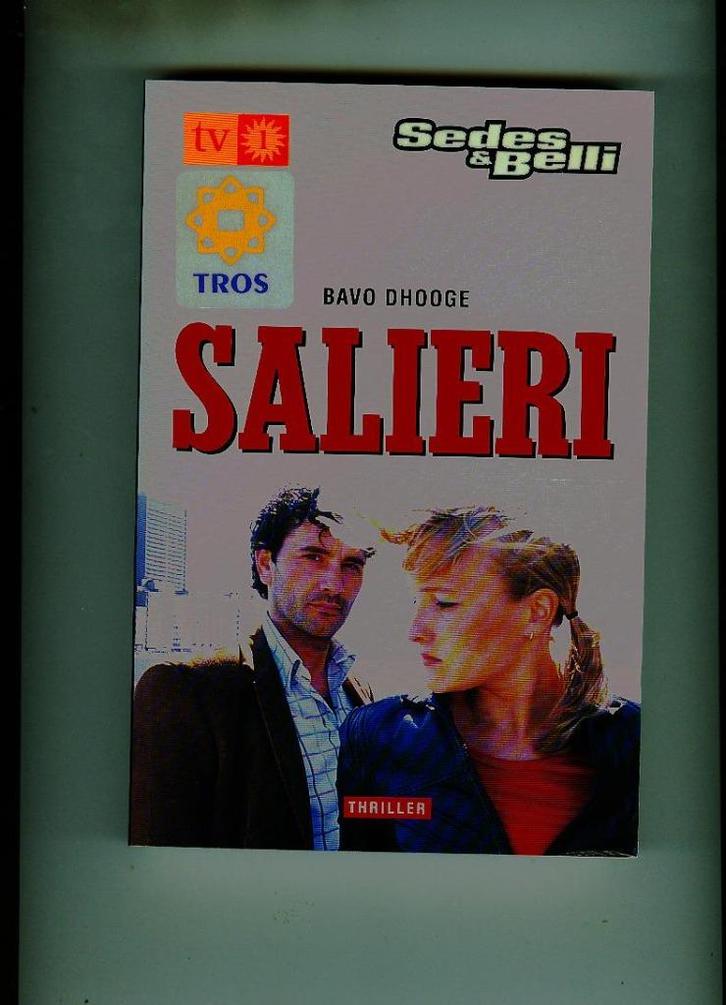 tv 1
Sedes
& Belli
TROS
BAVO DHOOGE
SALIERI
THRILLER